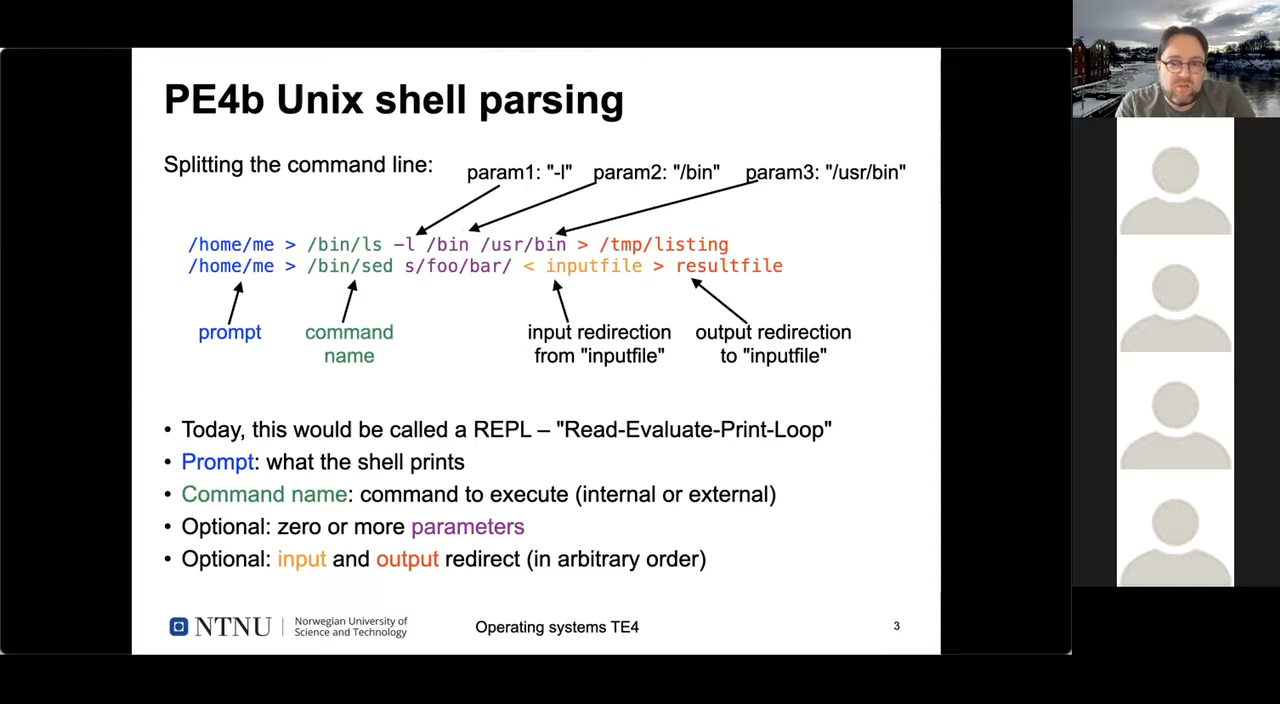 PE4b Unix shell parsing
Splitting the command line:
param1: "-l" param2: "/bin" param3: "/usr/bin"
/home/me > /bin/ls –l /bin /usr/bin > /tmp/listing
/home/me > /bin/sed s/foo/bar/ < inputfile > resultfile
prompt
command
name
input redirection
from "inputfile"
output redirection
to "inputfile"
• Today, this would be called a REPL – "Read-Evaluate-Print-Loop"
• Prompt: what the shell prints
• Command name: command to execute (internal or external)
• Optional: zero or more parameters
• Optional: input and output redirect (in arbitrary order)
NTNU
Norwegian University of
Science and Technology
Operating systems TE4
3